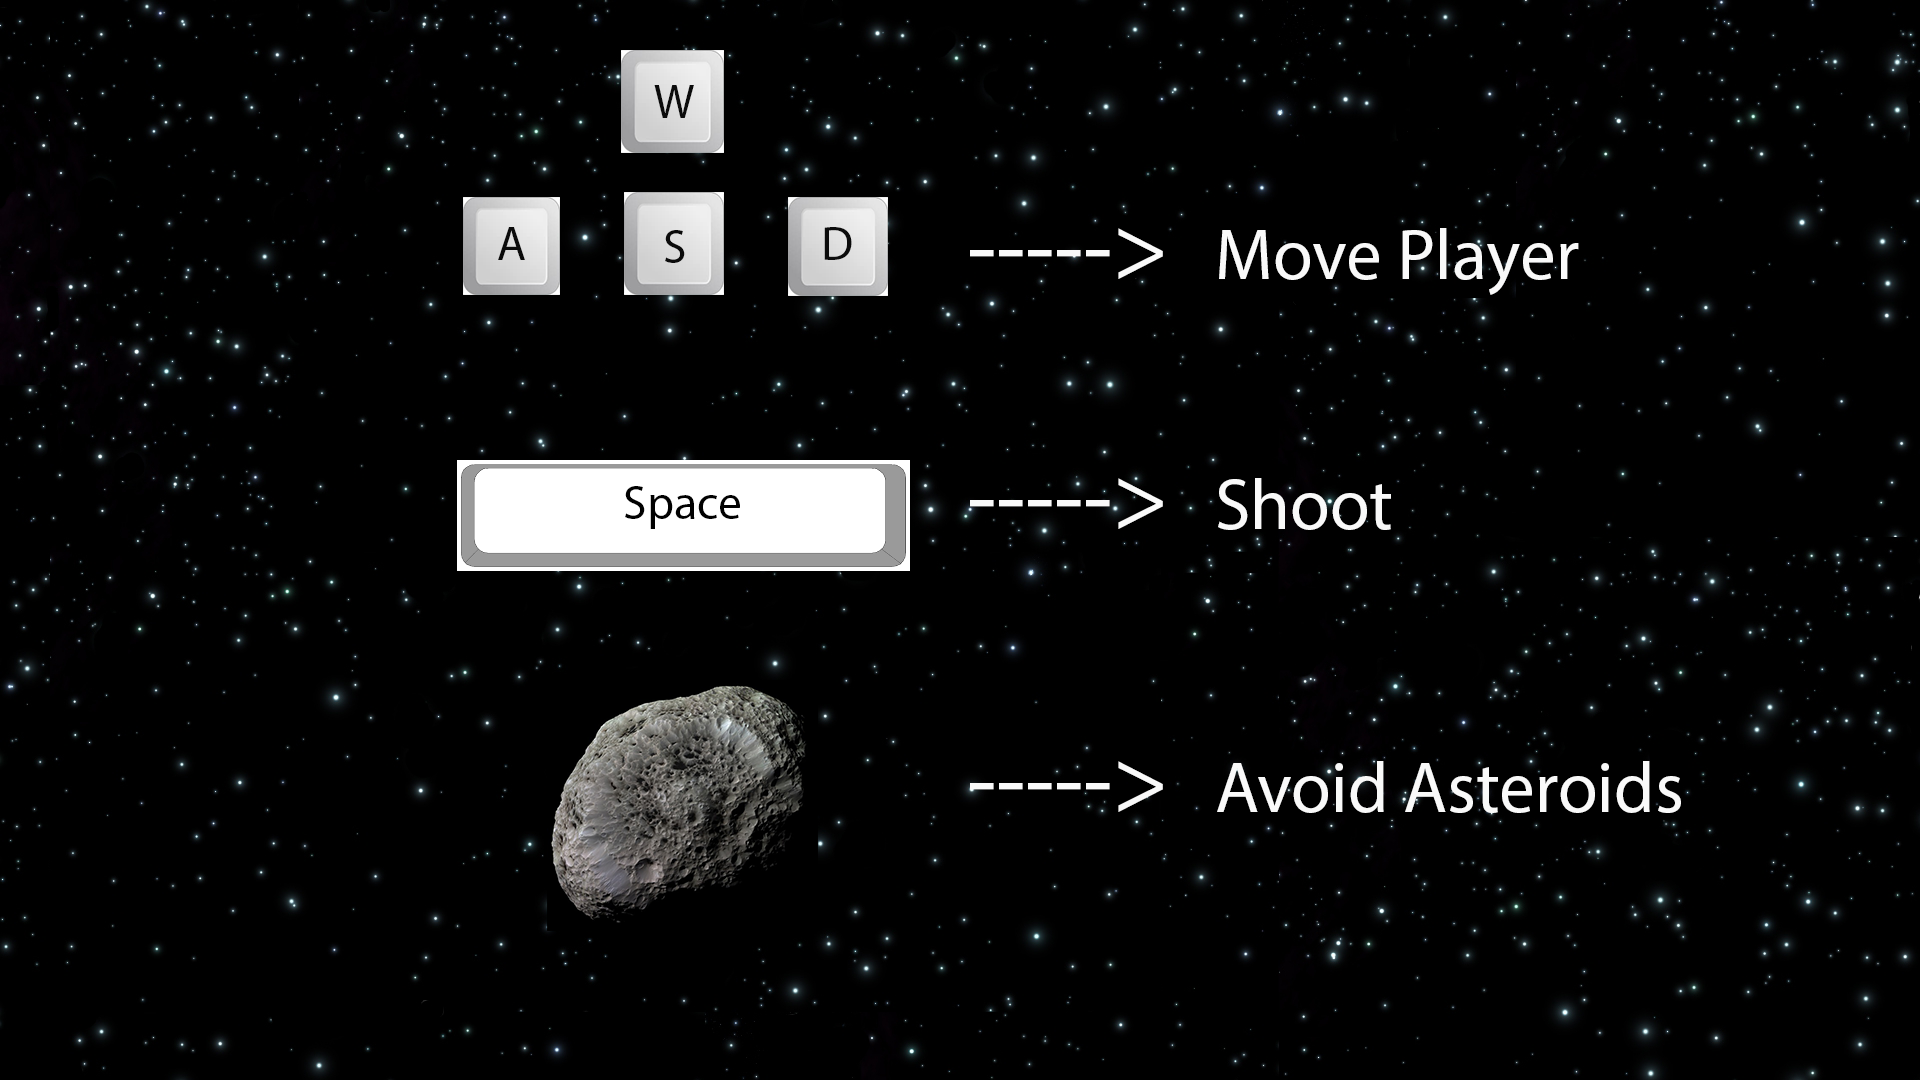 W
A S D -----> Move Player
Space -----> Shoot
-----> Avoid Asteroids